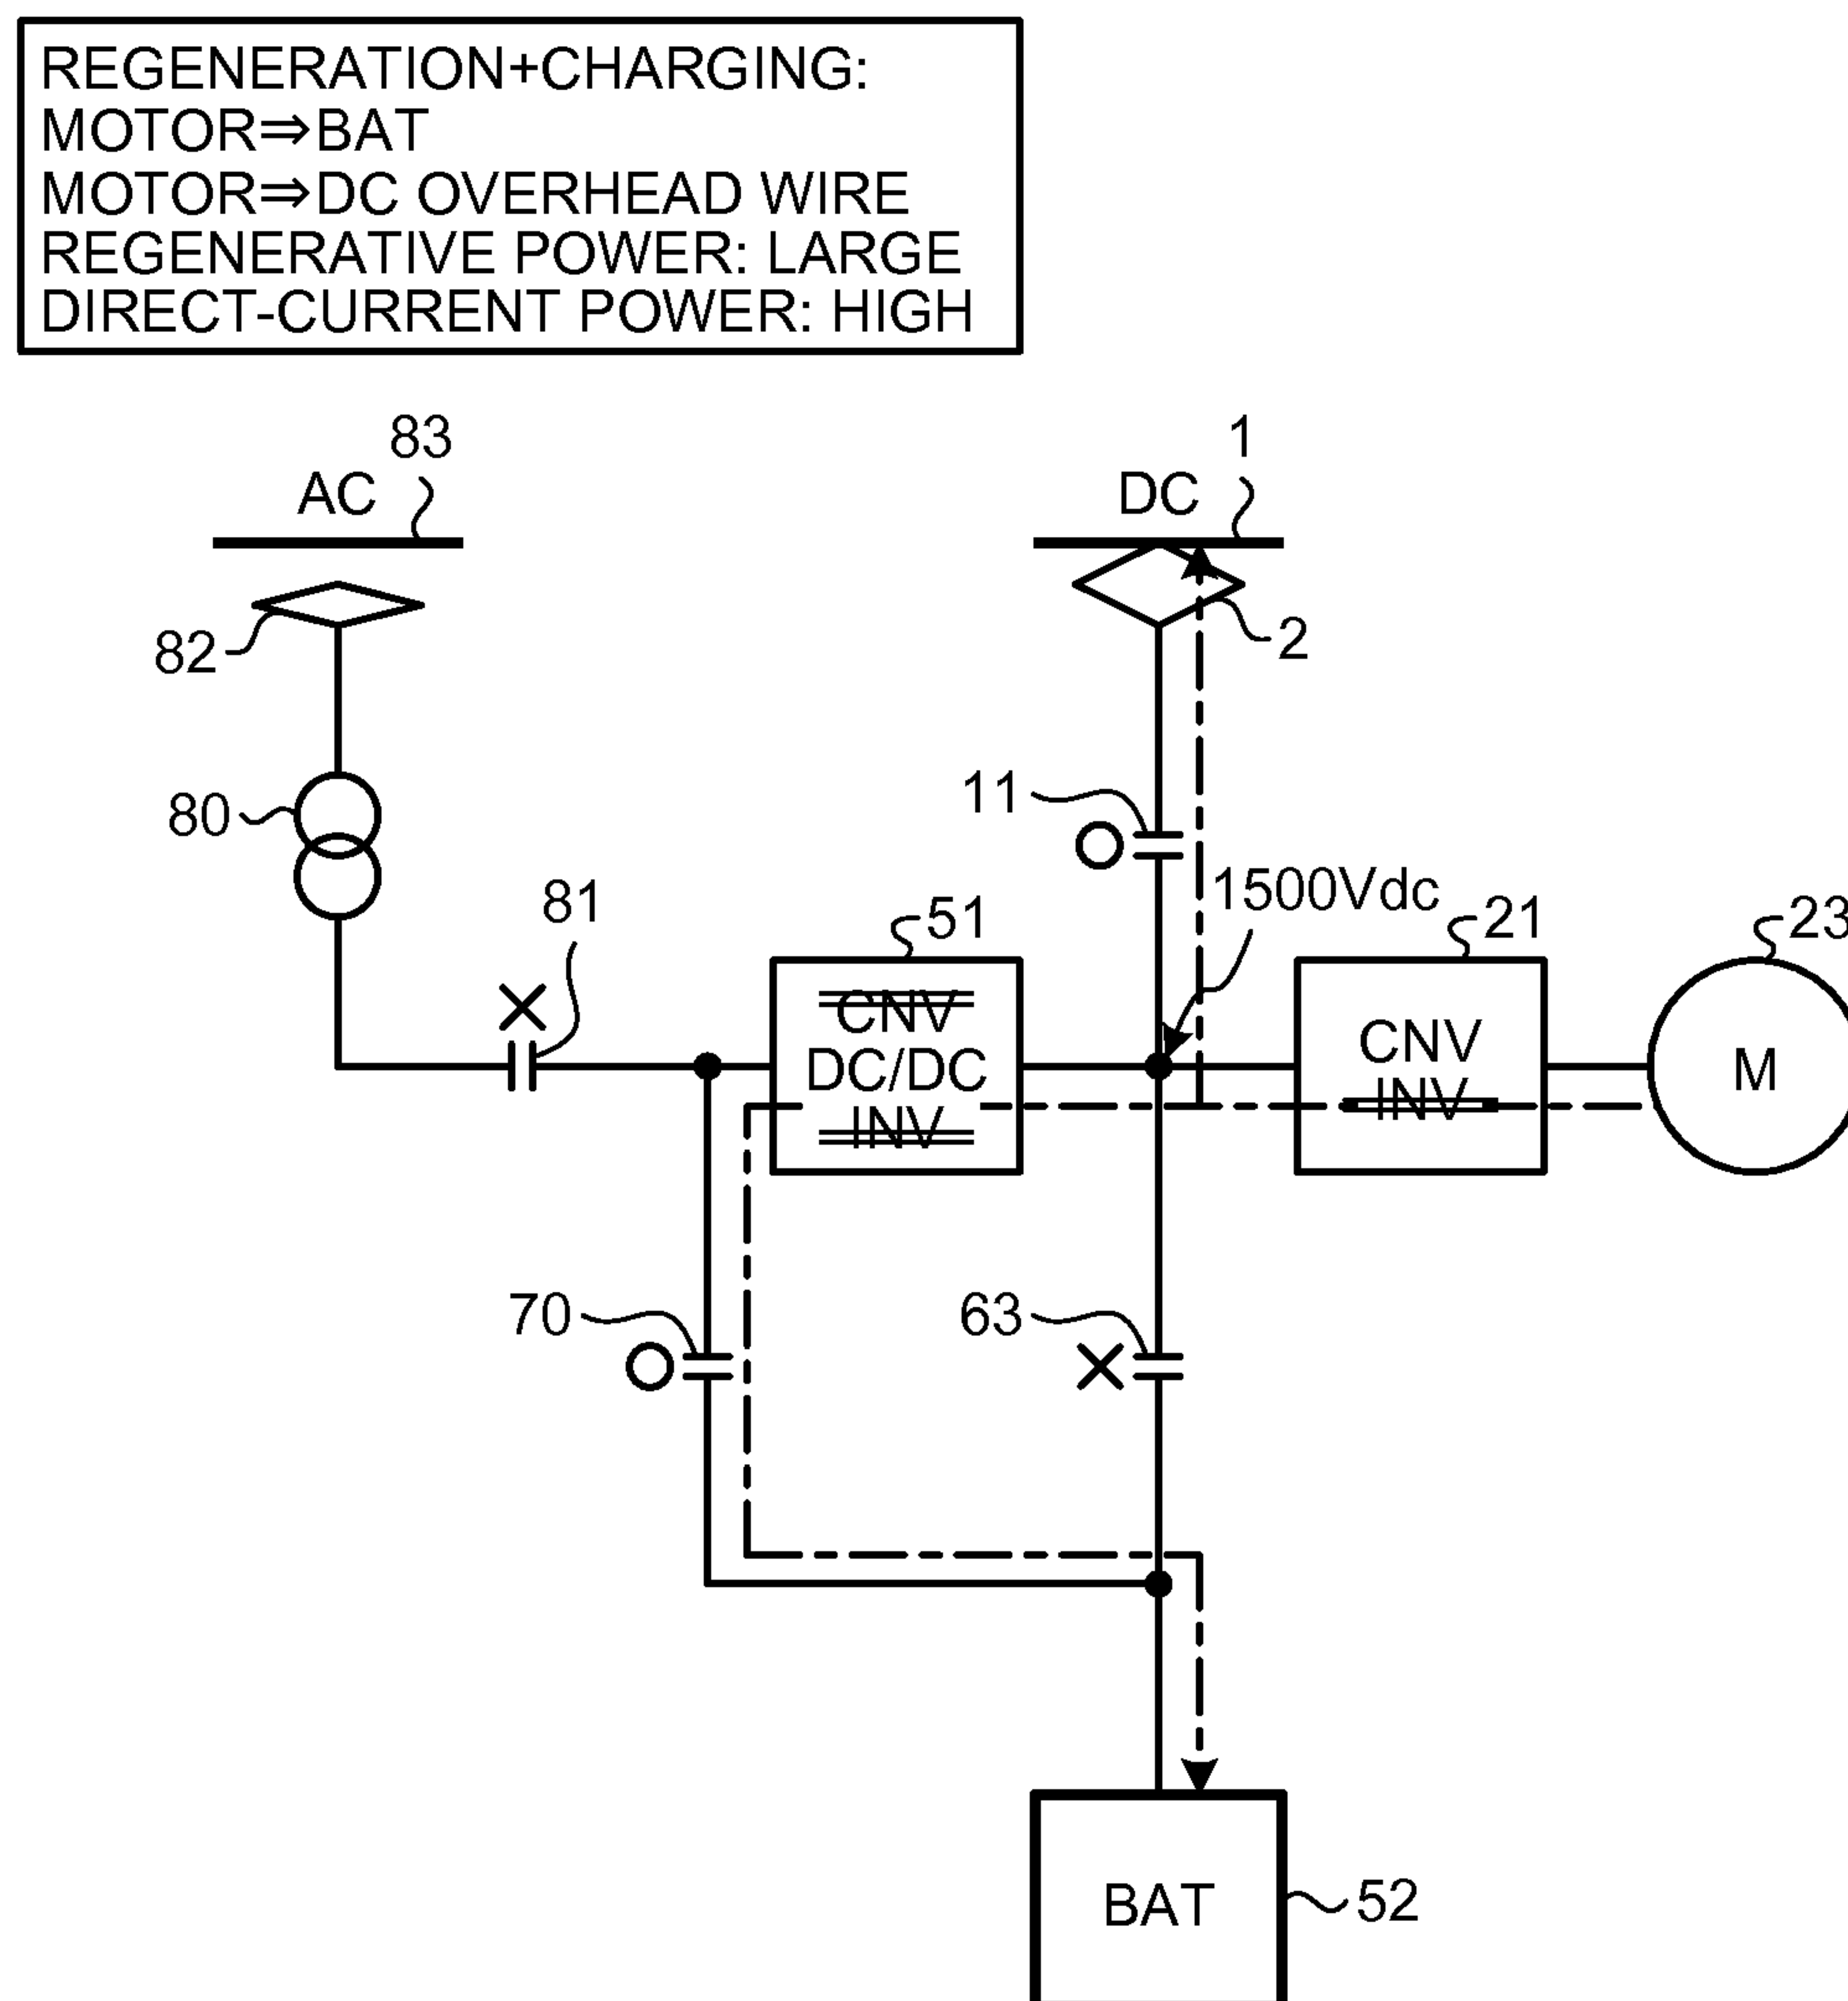 REGENERATION+CHARGING:
MOTOR⇒BAT
MOTOR⇒DC OVERHEAD WIRE
REGENERATIVE POWER: LARGE
DIRECT-CURRENT POWER: HIGH
83
1
AC
DC
82
2
80
11
81
1500Vdc
51
21
23
CNV
DC/DC
INV
CNV
INV
M
70
63
BAT
52